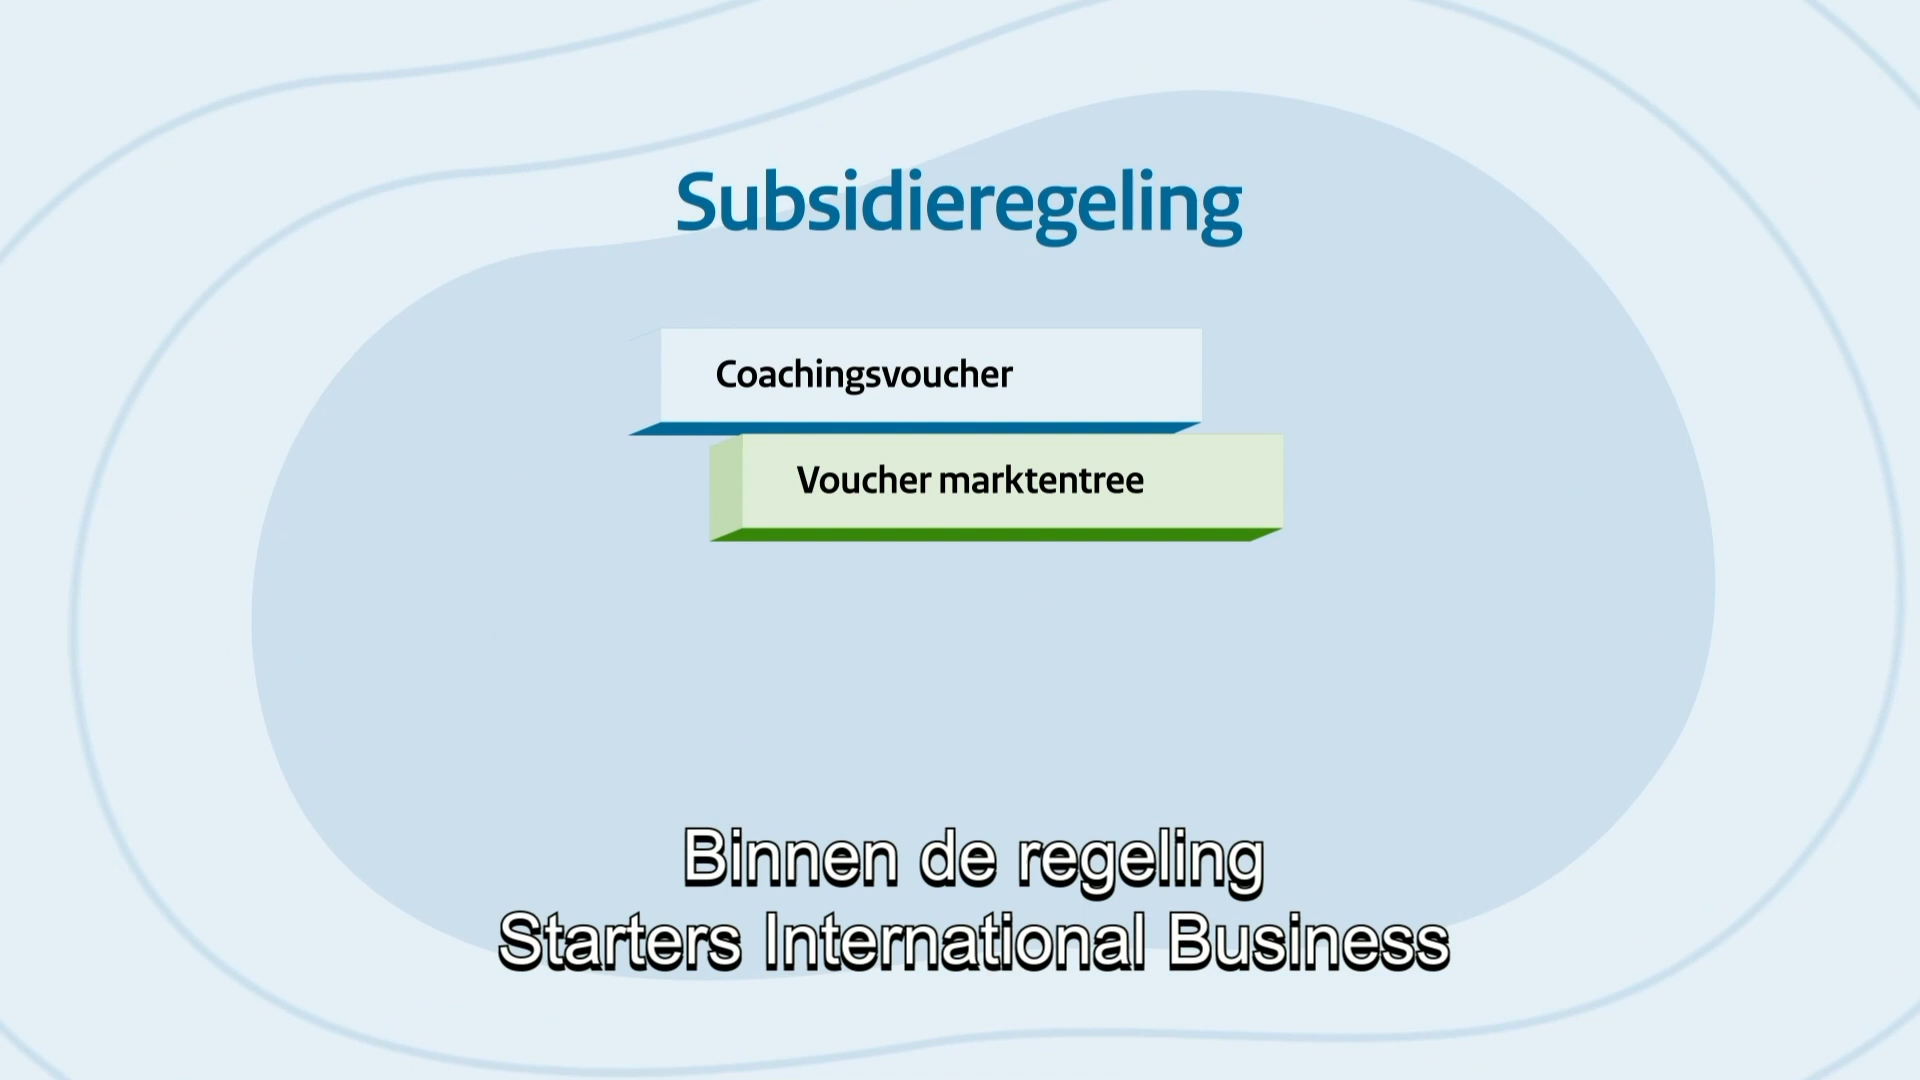 Subsidieregeling
Coachingsvoucher
Voucher marktentree
Binnen de regeling
Starters International Business